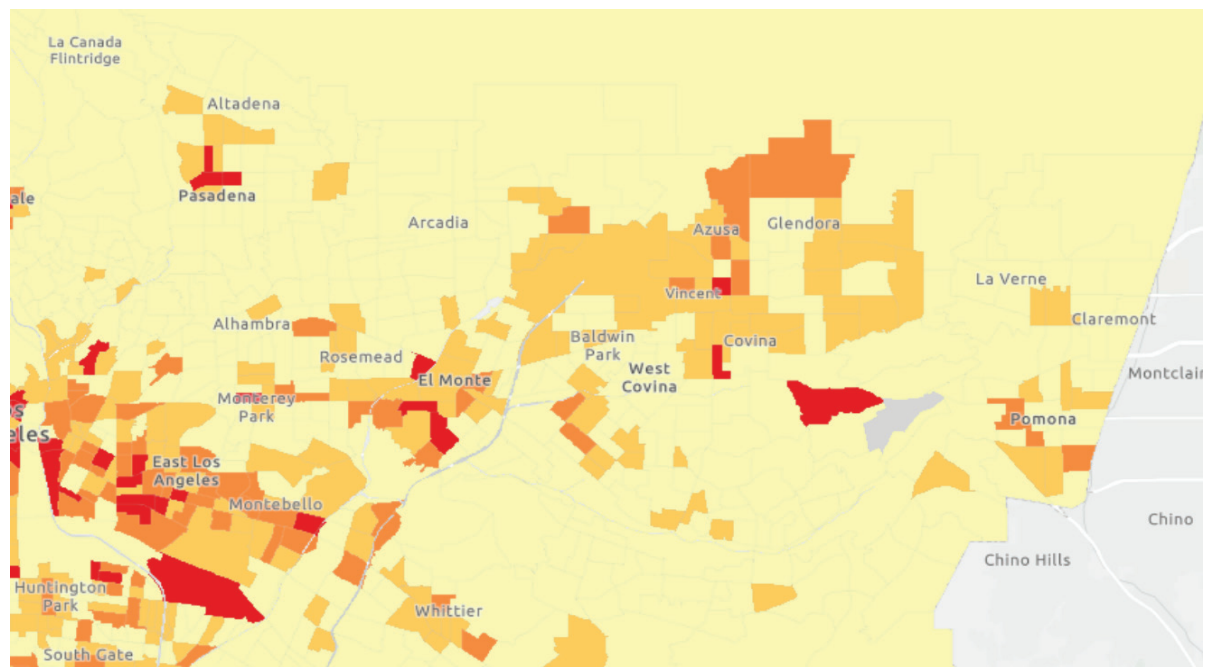 La Canada
Flintridge
Altadena
Pasadena
ale
Arcadia
Azusa
Glendora
La Verne
Vincent
Claremont
Alhambra
Baldwin
Park
Covina
Rosemead
West
Covina
El Monte
Montclair
Monterey
Park
Pomona
os
eles
East Los
Angeles
Montebello
Chino
Chino Hills
Huntington
Park
Whittier
South Gate